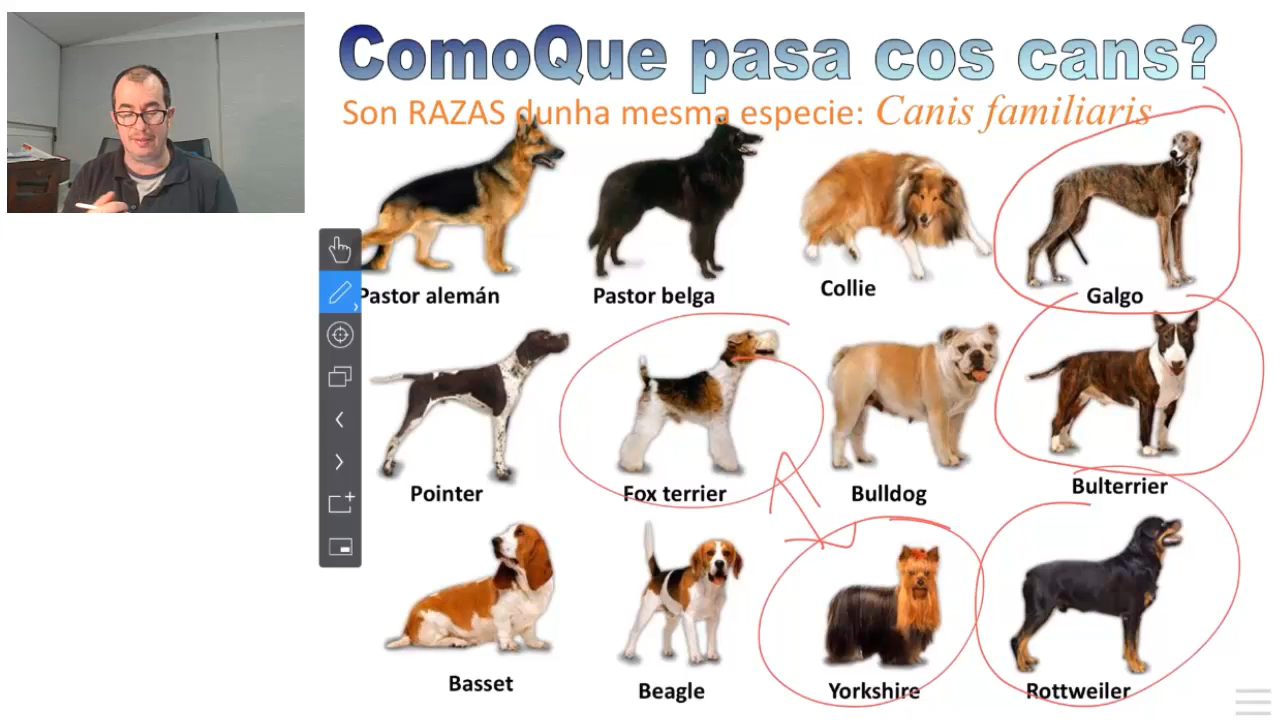 ComoQue pasa cos cans?
Son RAZAS dunha mesma especie: Canis familiaris
Pastor alemán
Pastor belga
Collie
Galgo
Pointer
Fox terrier
Bulldog
Bulterrier
Basset
Beagle
Yorkshire
Rottweiler